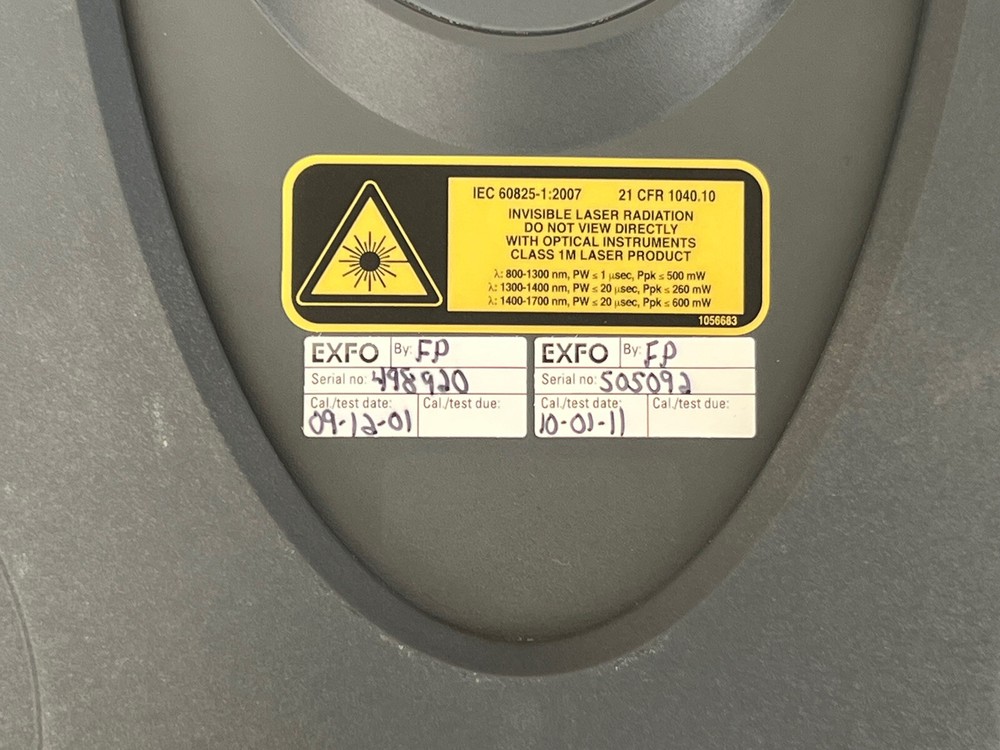 IEC 60825-1:2007 21 CFR 1040.10
INVISIBLE LASER RADIATION
DO NOT VIEW DIRECTLY
WITH OPTICAL INSTRUMENTS
CLASS 1M LASER PRODUCT
λ: 800-1300 nm, PW ≤ 1 μsec, Ppk ≤ 500 mW
λ: 1300-1400 nm, PW ≤ 20 μsec, Ppk ≤ 260 mW
λ: 1400-1700 nm, PW ≤ 20 μsec, Ppk ≤ 600 mW
1056683
EXFO By: FP
Serial no: 498920
Cal./test date: Cal./test due:
09-12-01
EXFO By: FP
Serial no: 505092
Cal./test date: Cal./test due:
10-01-11